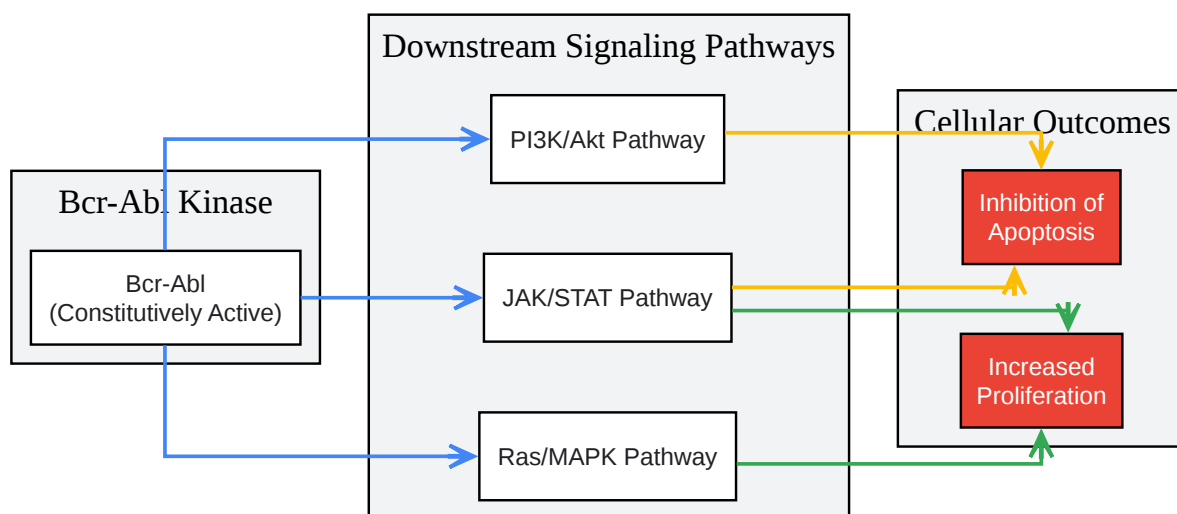 Downstream Signaling Pathways
PI3K/Akt Pathway
Cellular Outcomes
Bcr-Abl Kinase
Inhibition of
Apoptosis
Bcr-Abl
(Constitutively Active)
JAK/STAT Pathway
Increased
Proliferation
Ras/MAPK Pathway